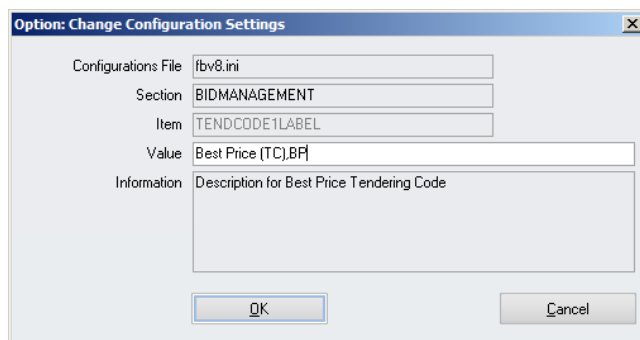 Option: Change Configuration Settings
Configurations File fbv8.ini
Section BIDMANAGEMENT
Item TENDCODE1LABEL
Value Best Price (TC),BP
Information Description for Best Price Tendering Code
OK Cancel